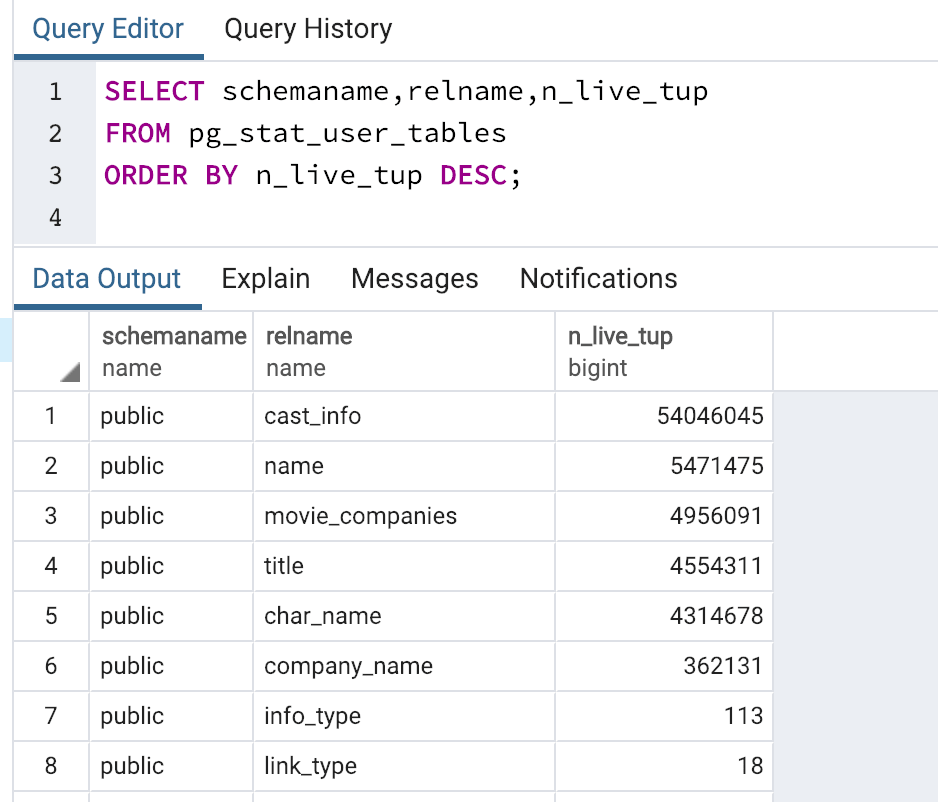 Query Editor Query History
1 SELECT schemaname,relname,n_live_tup
2 FROM pg_stat_user_tables
3 ORDER BY n_live_tup DESC;
4
Data Output Explain Messages Notifications
schemaname relname n_live_tup
name name bigint
1 public cast_info 54046045
2 public name 5471475
3 public movie_companies 4956091
4 public title 4554311
5 public char_name 4314678
6 public company_name 362131
7 public info_type 113
8 public link_type 18